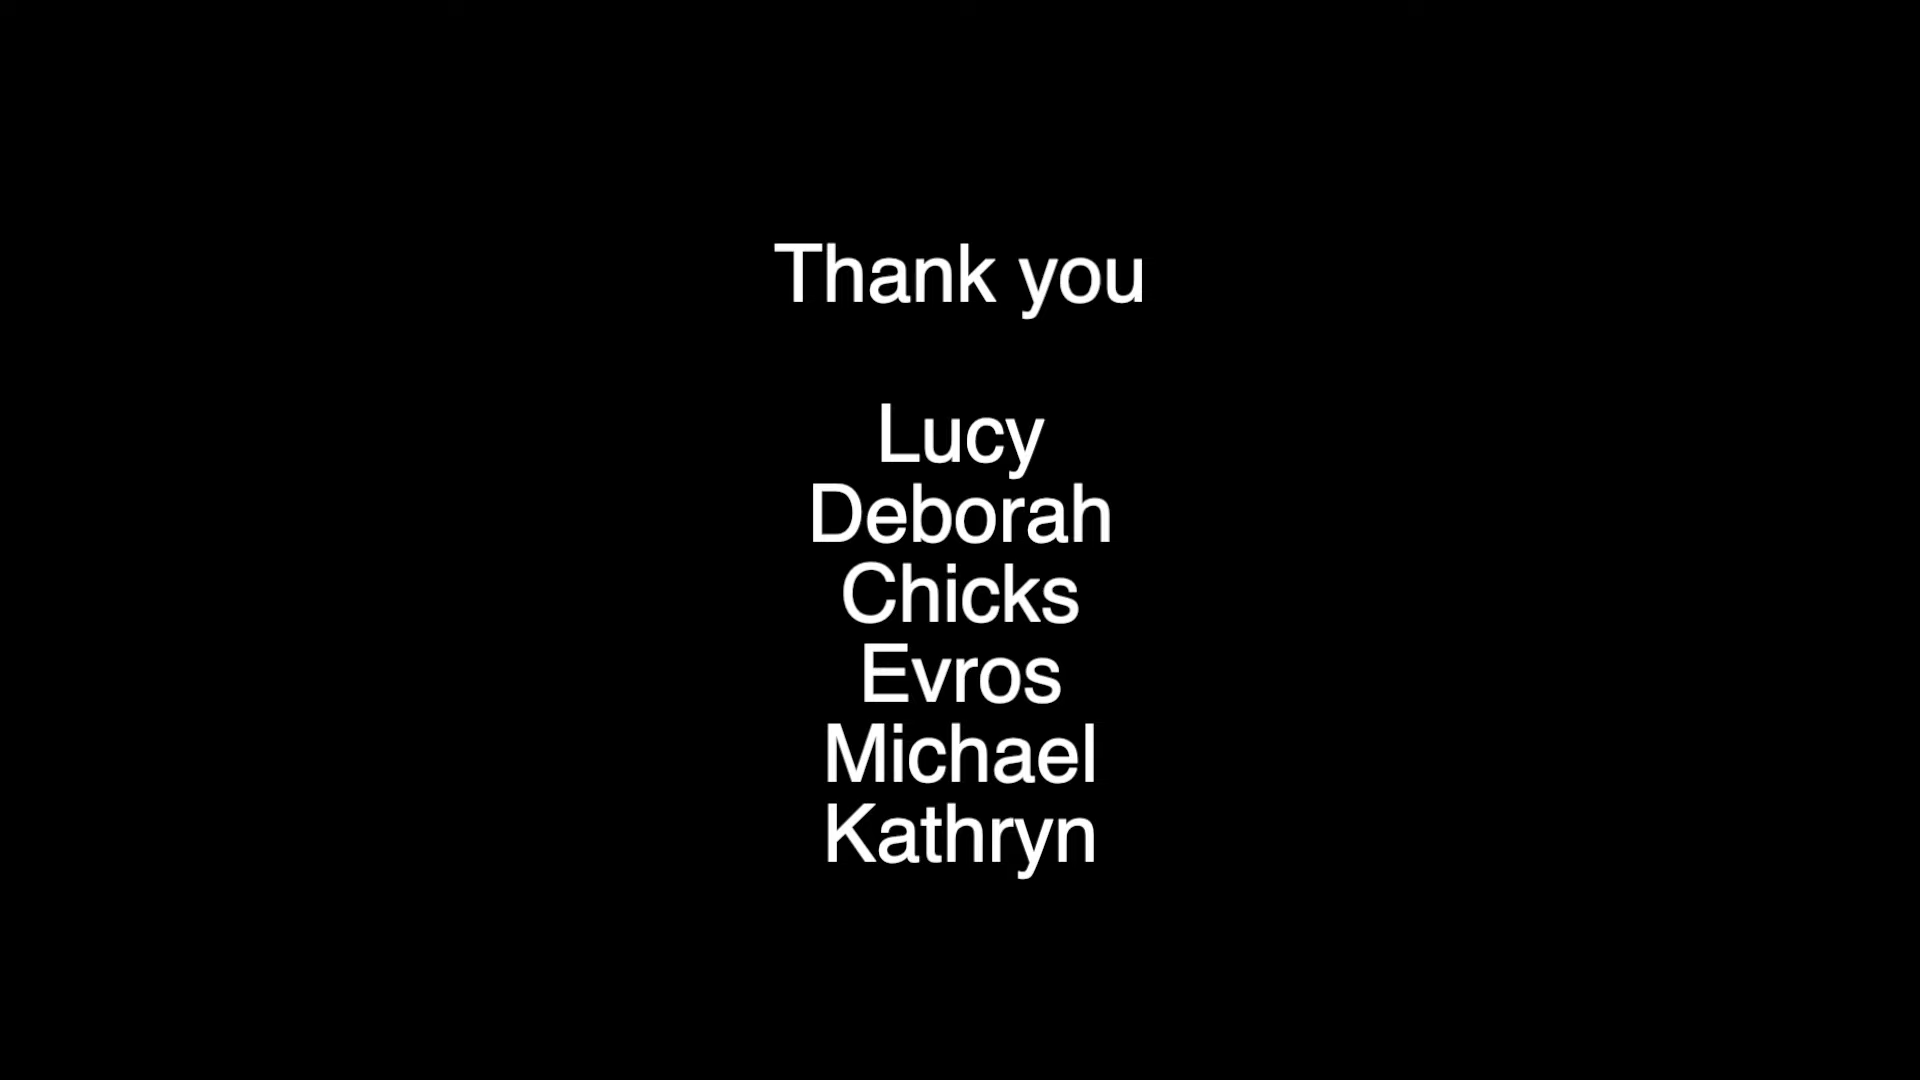 Thank you
Lucy
Deborah
Chicks
Evros
Michael
Kathryn